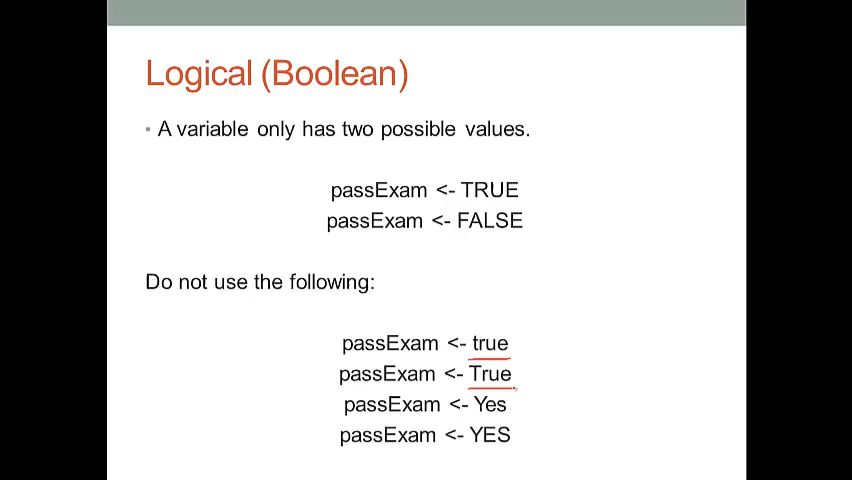 Logical (Boolean)
• A variable only has two possible values.
passExam <- TRUE
passExam <- FALSE
Do not use the following:
passExam <- true
passExam <- True
passExam <- Yes
passExam <- YES